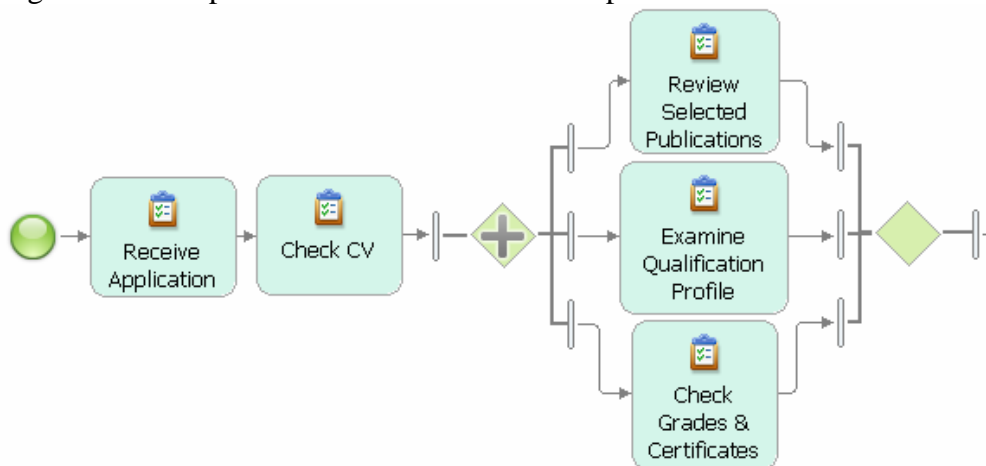 Receive
Application
Check CV
Review
Selected
Publications
Examine
Qualification
Profile
Check
Grades &
Certificates